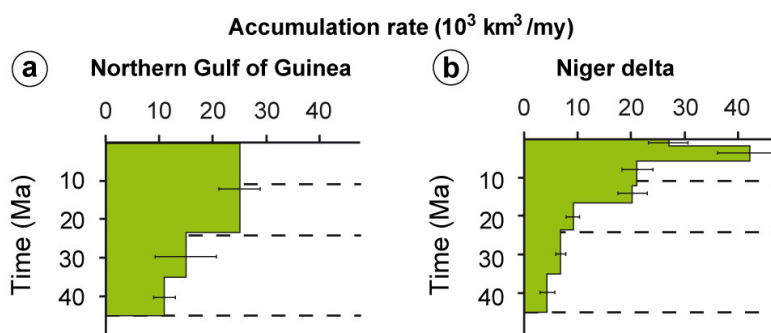 Accumulation rate (10³ km³/my)
a Northern Gulf of Guinea
0 10 20 30 40
Time (Ma)
10
20
30
40
b Niger delta
0 10 20 30 40
Time (Ma)
10
20
30
40